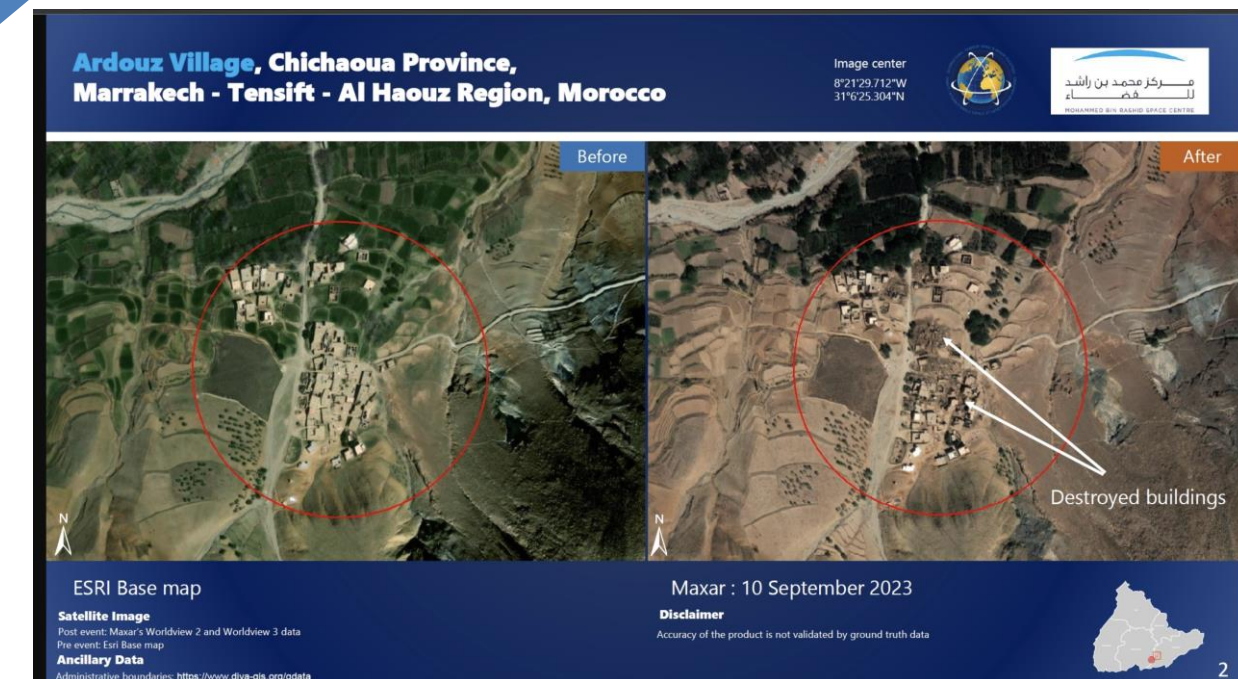 Ardouz Village, Chichaoua Province,
Marrakech - Tensift - Al Haouz Region, Morocco
Image center
8°21'29.712"W
31°6'25.304"N
مركز محمد بن راشد
للفضاء
MOHAMMED BIN RASHID SPACE CENTRE
Before
After
Destroyed buildings
N
N
ESRI Base map
Satellite Image
Post event: Maxar's Worldview 2 and Worldview 3 data
Pre event: Esri Base map
Ancillary Data
Administrative boundaries: https://www.diva-gis.org/gdata
Maxar : 10 September 2023
Disclaimer
Accuracy of the product is not validated by ground truth data
2